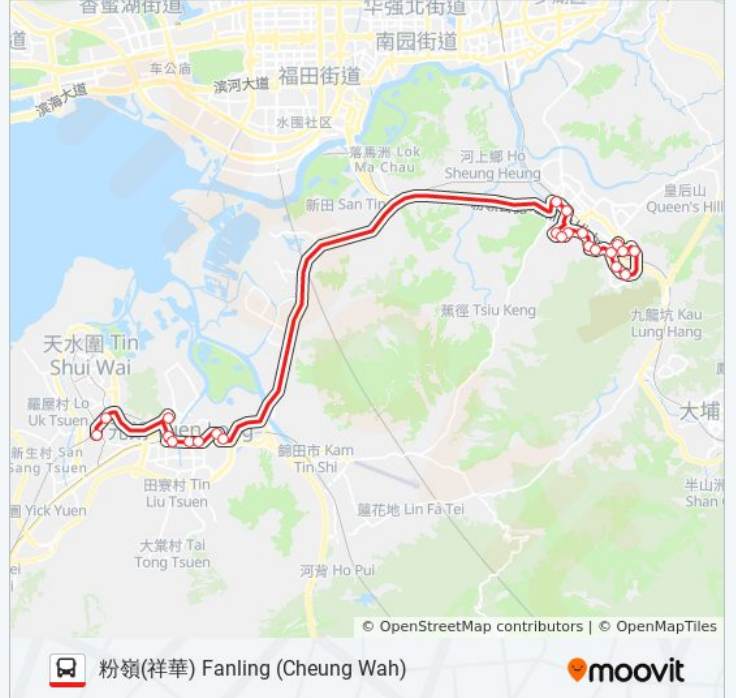 香蜜湖街道
华强北街道
南园街道
道
车公庙
滨河大道
福田街道
滨海大道
水围社区
落馬洲 Lok
Ma Chau
河上鄉 Ho
Sheung Heung
皇后山
Queen's Hill
新田 San Tin
蕉徑 Tsiu Keng
九龍坑 Kau
Lung Hang
天水圍 Tin
Shui Wai
大埔
羅屋村 Lo
Uk Tsuen
新生村 San
Sang Tsuen
錦田市 Kam
Tin Shi
田寮村 Tin
Liu Tsuen
半山洲
Shan
Yick Yuen
蓮花地 Lin Fa Tei
大棠村 Tai
Tong Tsuen
河背 Ho Pui
© OpenStreetMap contributors | © OpenMapTiles
粉嶺(祥華) Fanling (Cheung Wah)
moovit